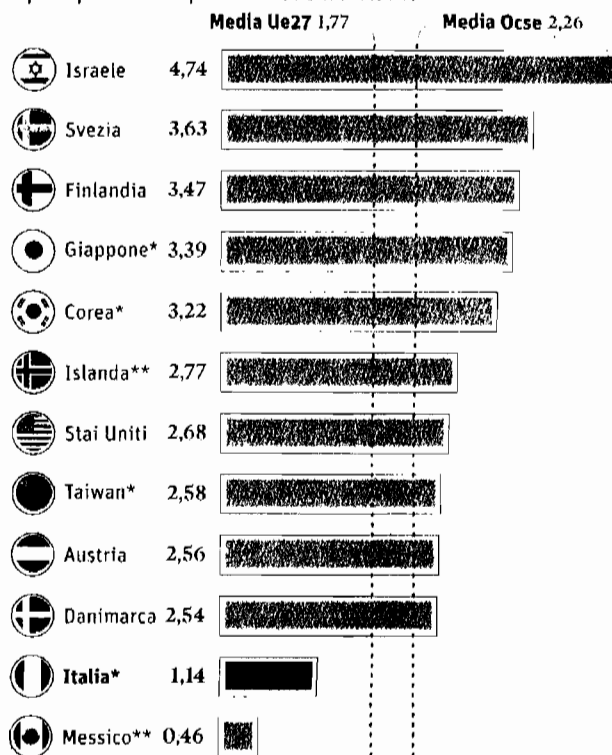 Media Ue27 1,77 Media Ocse 2,26
Israele 4,74
Svezia 3,63
Finlandia 3,47
Giappone* 3,39
Corea* 3,22
Islanda** 2,77
Stai Uniti 2,68
Taiwan* 2,58
Austria 2,56
Danimarca 2,54
Italia* 1,14
Messico** 0,46